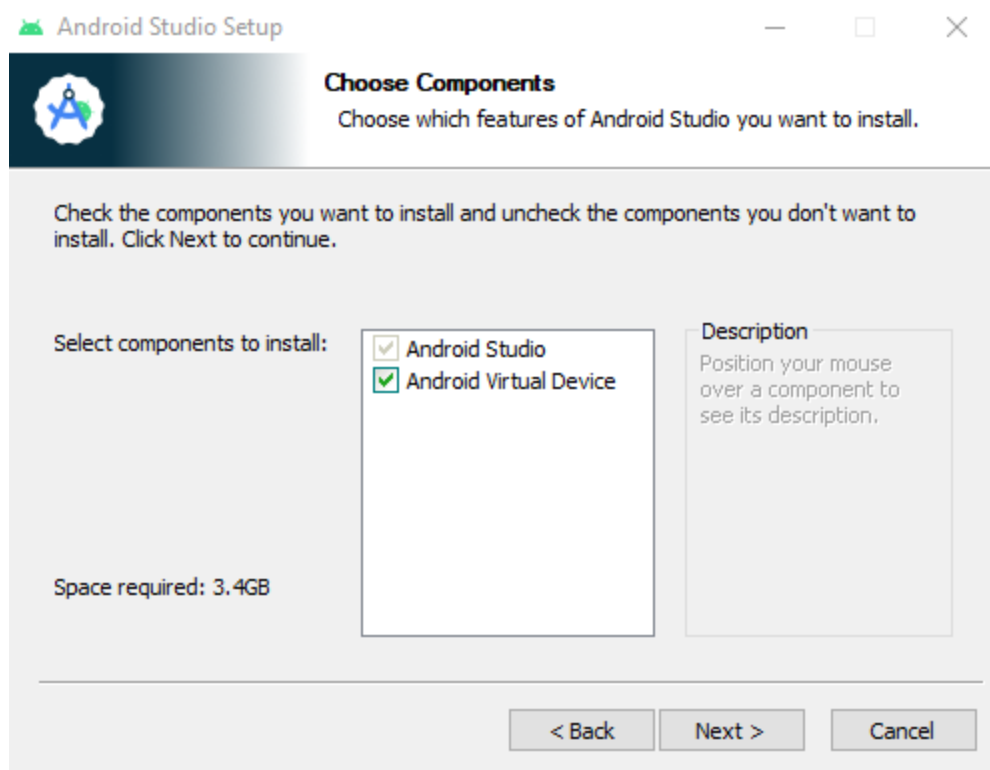 Android Studio Setup
Choose Components
Choose which features of Android Studio you want to install.
Check the components you want to install and uncheck the components you don't want to
install. Click Next to continue.
Select components to install:
Android Studio
Android Virtual Device
Description
Position your mouse
over a component to
see its description.
Space required: 3.4GB
< Back
Next >
Cancel